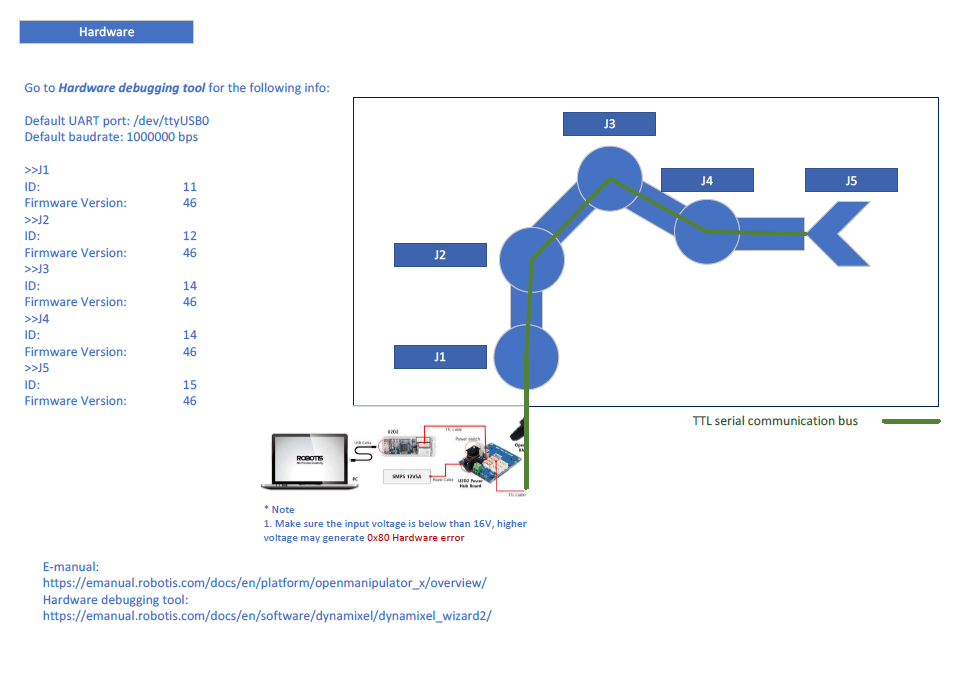 Hardware
Go to Hardware debugging tool for the following info:
Default UART port: /dev/ttyUSB0
Default baudrate: 1000000 bps
>>J1
ID: 11
Firmware Version: 46
>>J2
ID: 12
Firmware Version: 46
>>J3
ID: 14
Firmware Version: 46
>>J4
ID: 14
Firmware Version: 46
>>J5
ID: 15
Firmware Version: 46
J3
J4
J5
J2
J1
TTL serial communication bus
U2D2
TTL Cable
USB Cable
Power switch
ROBOTIS
PC
SMPS 12V5A
Power Cable
U2D2 Power
Hub Board
TTL Cable
* Note
1. Make sure the input voltage is below than 16V, higher
voltage may generate 0x80 Hardware error
E-manual:
https://emanual.robotis.com/docs/en/platform/openmanipulator_x/overview/
Hardware debugging tool:
https://emanual.robotis.com/docs/en/software/dynamixel/dynamixel_wizard2/